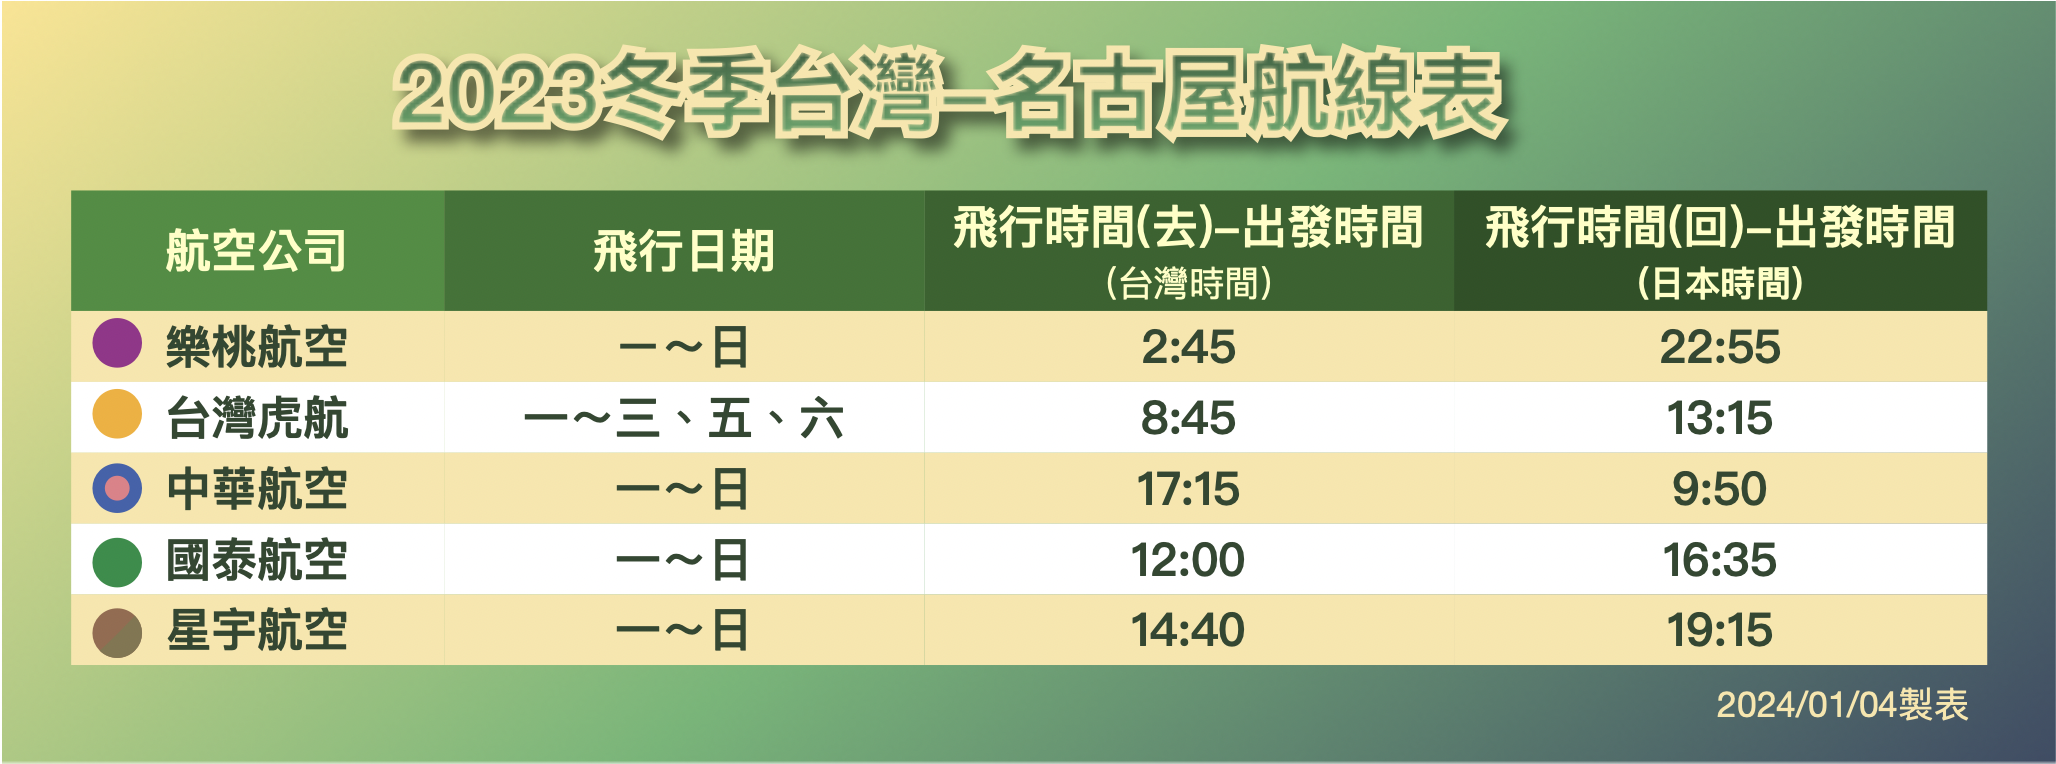 2023冬季台灣–名古屋航線表
航空公司 飛行日期 飛行時間(去)–出發時間 飛行時間(回)–出發時間
(台灣時間) (日本時間)
樂桃航空 一～日 2:45 22:55
台灣虎航 一～三、五、六 8:45 13:15
中華航空 一～日 17:15 9:50
國泰航空 一～日 12:00 16:35
星宇航空 一～日 14:40 19:15
2024/01/04製表